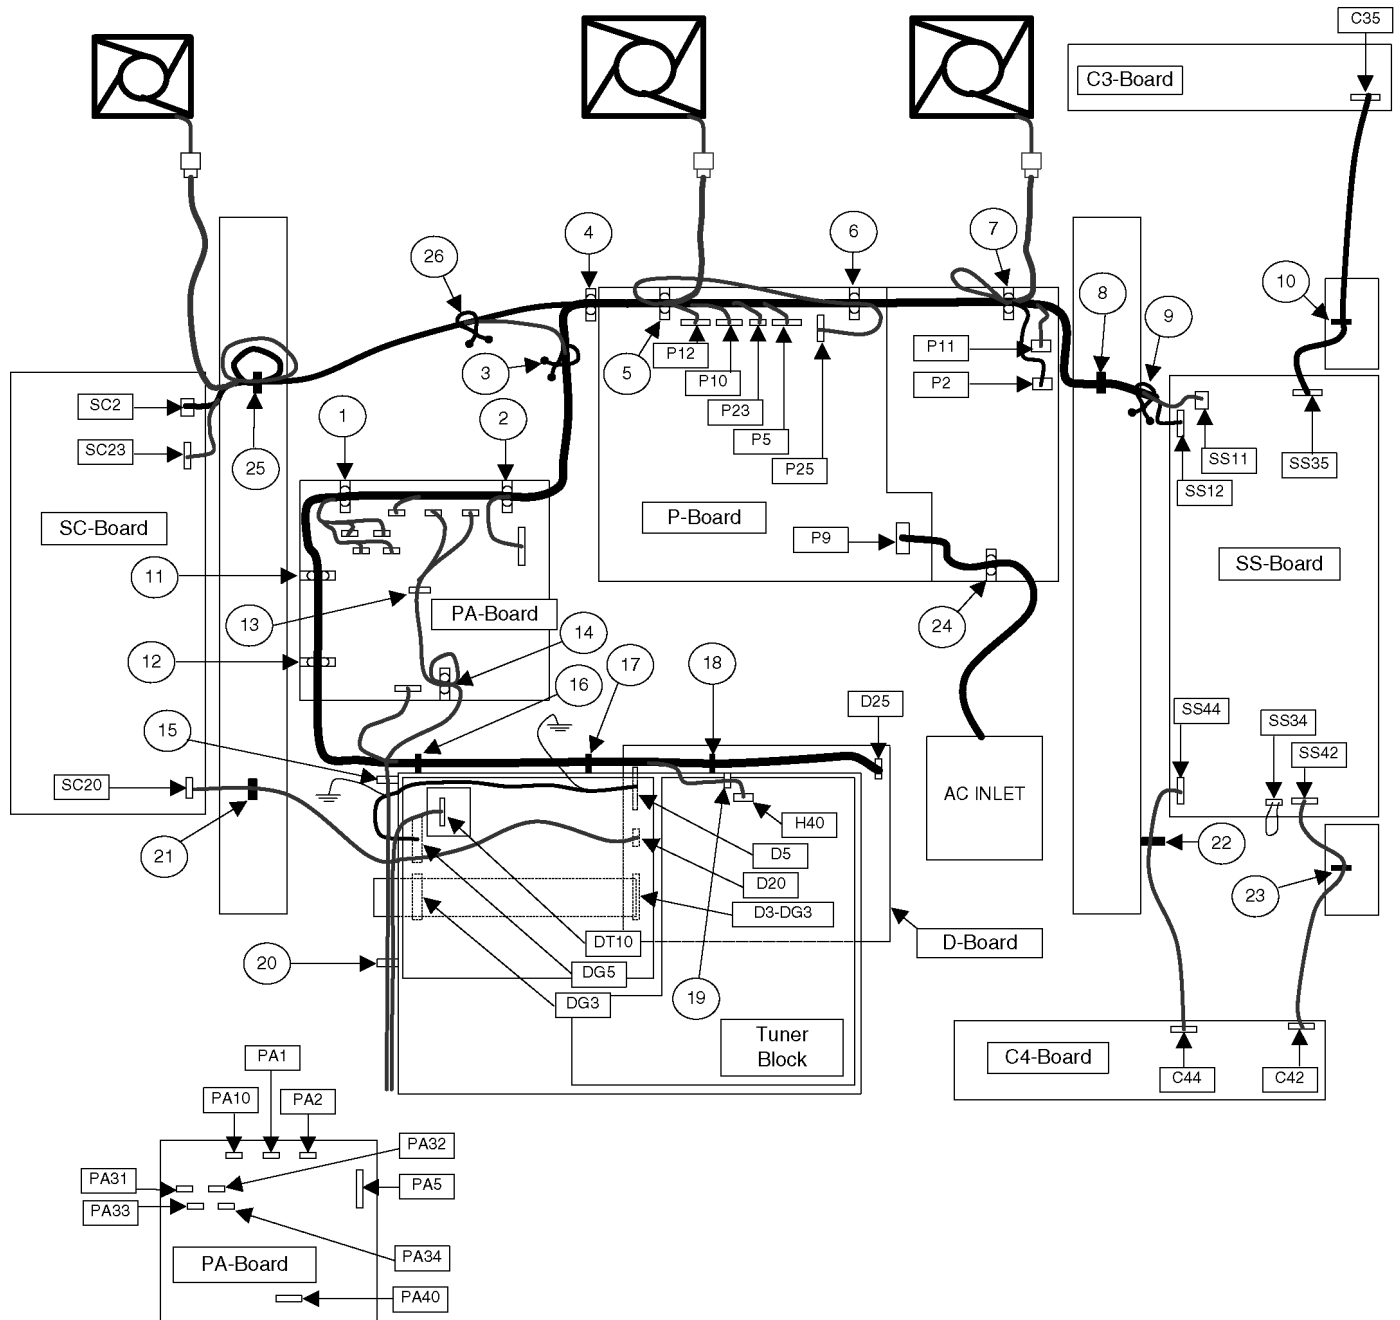 C35
C3-Board
4
6
7
26
10
8
9
3
5
P12
P10
P23
P5
P25
P11
P2
SC2
SC23
25
1
2
SS11
SS12
SS35
SC-Board
P-Board
P9
SS-Board
11
13
PA-Board
24
12
14
16
17
18
D25
15
SS44
SS34
SS42
SC20
AC INLET
H40
21
D5
22
D20
23
D3-DG3
DT10
D-Board
20
DG5
19
DG3
Tuner
Block
C4-Board
C44
C42
PA1
PA10
PA2
PA32
PA31
PA5
PA33
PA34
PA-Board
PA40